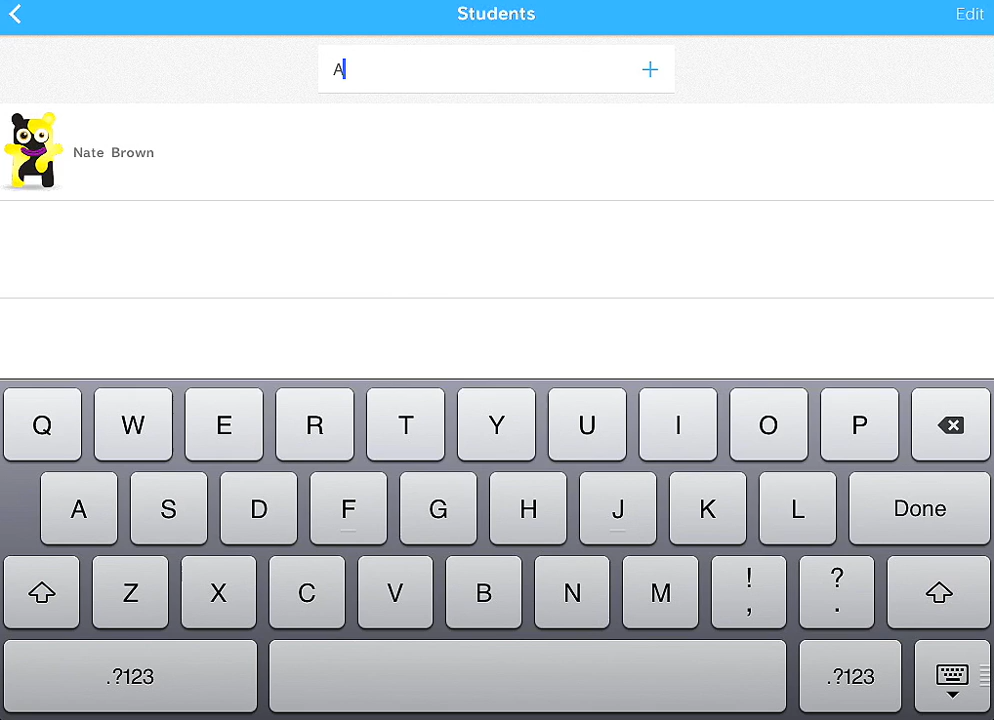 Students Edit
A +
Nate Brown
Q W E R T Y U I O P
A S D F G H J K L Done
Z X C V B N M ! , ? .
.?123 .?123